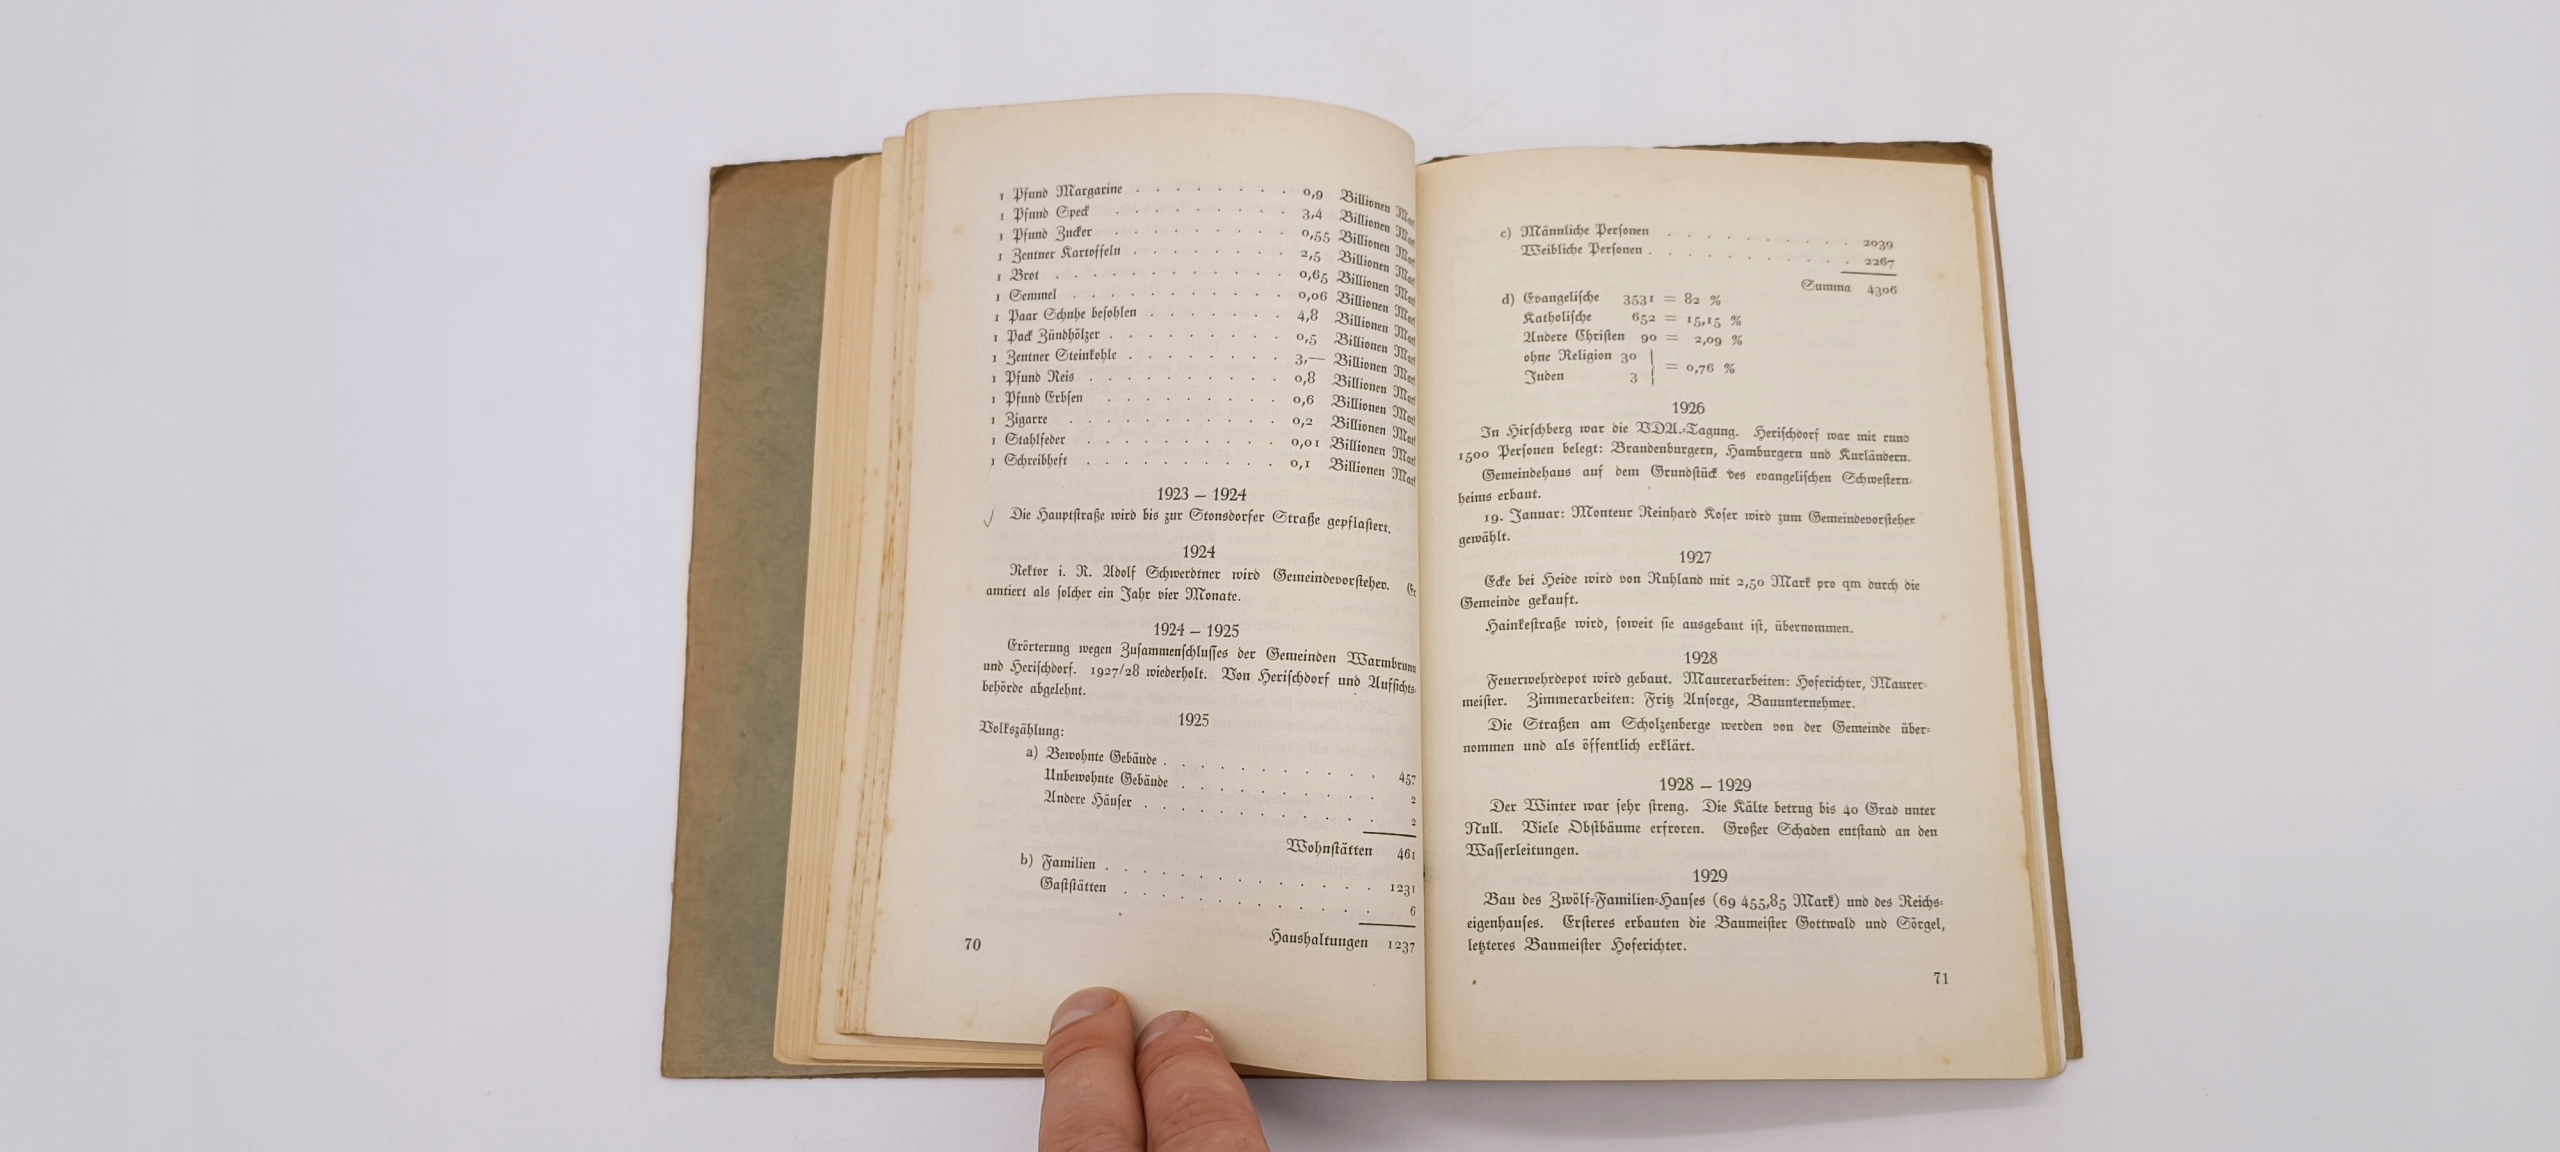 1 Pfund Margarine . . . . . . . . 0,9 Billionen
1 Pfund Speck . . . . . . . . . 3,4 Billionen
1 Pfund Zucker . . . . . . . . . 0,55 Billionen
1 Zentner Kartoffeln . . . . . . . . 2,5 Billionen
1 Brot . . . . . . . . . . . . 0,65 Billionen
1 Semmel . . . . . . . . . . . 0,06 Billionen
1 Paar Schuhe besohlen . . . . . . . 4,8 Billionen
1 Pack Zündhölzer . . . . . . . . . 0,5 Billionen
1 Zentner Steinkohle . . . . . . . . 3,— Billionen
1 Pfund Reis . . . . . . . . . . 0,8 Billionen
1 Pfund Erbsen . . . . . . . . . 0,6 Billionen
1 Zigarre . . . . . . . . . . . 0,2 Billionen
1 Stahlfeder . . . . . . . . . . 0,01 Billionen
1 Schreibheft . . . . . . . . . . 0,1 Billionen
1923 – 1924
Die Hauptstraße wird bis zur Stonsdorfer Straße gepflastert.
1924
Rektor i. R. Adolf Schwerdtner wird Gemeindevorsteher. Er
amtiert als solcher ein Jahr vier Monate.
1924 – 1925
Erörterung wegen Zusammenschlusses der Gemeinden Warmbrunn
und Herischdorf. 1927/28 wiederholt. Von Herischdorf und Aufsichts-
behörde abgelehnt.
1925
Volkszählung:
a) Bewohnte Gebäude . . . . . . . . . . . 457
Unbewohnte Gebäude . . . . . . . . . . 2
Andere Häuser . . . . . . . . . . . . 2
Wohnstätten 461
b) Familien . . . . . . . . . . . . . . 1231
Gaststätten . . . . . . . . . . . . . 6
Haushaltungen 1237
70
c) Männliche Personen . . . . . . . . . . 2039
Weibliche Personen . . . . . . . . . . . 2267
Summa 4306
d) Evangelische 3531 = 82 %
Katholische 652 = 15,15 %
Andere Christen 90 = 2,09 %
ohne Religion 30
Juden 3 } = 0,76 %
1926
In Hirschberg war die VDA.-Tagung. Herischdorf war mit rund
1500 Personen belegt: Brandenburgern, Hamburgern und Kurländern.
Gemeindehaus auf dem Grundstück des evangelischen Schwestern-
heims erbaut.
19. Januar: Monteur Reinhard Koser wird zum Gemeindevorsteher
gewählt.
1927
Ecke bei Heide wird von Ruhland mit 2,50 Mark pro qm durch die
Gemeinde gekauft.
Hainkestraße wird, soweit sie ausgebaut ist, übernommen.
1928
Feuerwehrdepot wird gebaut. Maurerarbeiten: Hoferichter, Maurer-
meister. Zimmerarbeiten: Fritz Ansorge, Bauunternehmer.
Die Straßen am Scholzenberge werden von der Gemeinde über-
nommen und als öffentlich erklärt.
1928 – 1929
Der Winter war sehr streng. Die Kälte betrug bis 40 Grad unter
Null. Viele Obstbäume erfroren. Großer Schaden entstand an den
Wasserleitungen.
1929
Bau des Zwölf-Familien-Hauses (69 455,85 Mark) und des Reichs-
eigenhauses. Ersteres erbauten die Baumeister Gottwald und Sörgel,
letzteres Baumeister Hoferichter.
71